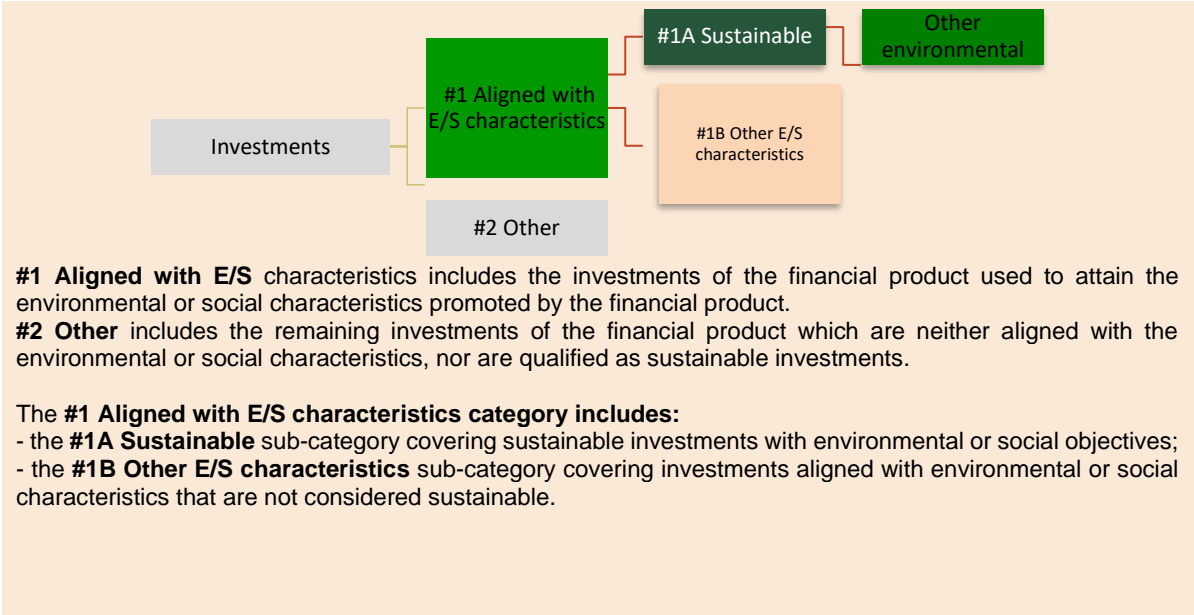 Other
environmental
#1A Sustainable
#1 Aligned with
E/S characteristics
#1B Other E/S
characteristics
Investments
#2 Other
#1 Aligned with E/S characteristics includes the investments of the financial product used to attain the
environmental or social characteristics promoted by the financial product.
#2 Other includes the remaining investments of the financial product which are neither aligned with the
environmental or social characteristics, nor are qualified as sustainable investments.
The #1 Aligned with E/S characteristics category includes:
- the #1A Sustainable sub-category covering sustainable investments with environmental or social objectives;
- the #1B Other E/S characteristics sub-category covering investments aligned with environmental or social
characteristics that are not considered sustainable.